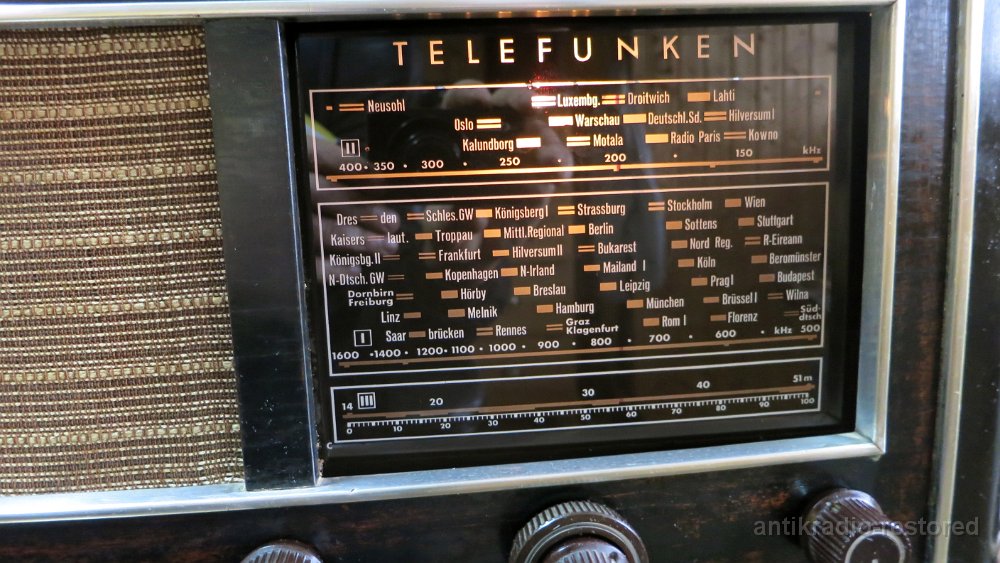 TELEFUNKEN
Neusohl Luxembg. Droitwich Lahti
Oslo Warschau Deutschl.Sd. Hilversum I
Kalundborg Motala Radio Paris Kowno
II
400 350 300 250 200 150 kHz
Dres den Schles.GW Königsberg I Strassburg Stockholm Wien
Kaisers laut. Troppau Mittl.Regional Berlin Sottens Stuttgart
Königsbg.II Frankfurt Hilversum II Bukarest Nord Reg. R-Eireann
N-Dtsch.GW Kopenhagen N-Irland Mailand I Köln Beromünster
Dornbirn
Freiburg Hörby Breslau Leipzig Prag I Budapest
Linz Melnik Hamburg München Brüssel I Wilna
I Saar brücken Rennes Graz
Klagenfurt Rom I Florenz Süd-
dtsch
1600 1400 1200 1100 1000 900 800 700 600 kHz 500
14 III 20 30 40 51 m
0 10 20 30 40 50 60 70 80 90 100
C
antikradio-restored